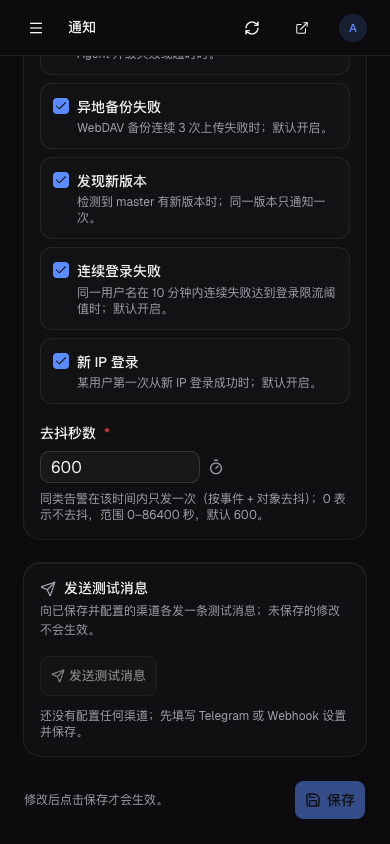 通知
A
异地备份失败
WebDAV 备份连续 3 次上传失败时；默认开启。
发现新版本
检测到 master 有新版本时；同一版本只通知一
次。
连续登录失败
同一用户名在 10 分钟内连续失败达到登录限流阈
值时；默认开启。
新 IP 登录
某用户第一次从新 IP 登录成功时；默认开启。
去抖秒数 *
600
同类告警在该时间内只发一次（按事件 + 对象去抖）；0 表
示不去抖，范围 0–86400 秒，默认 600。
发送测试消息
向已保存并配置的渠道各发一条测试消息；未保存的修改
不会生效。
发送测试消息
还没有配置任何渠道；先填写 Telegram 或 Webhook 设置
并保存。
修改后点击保存才会生效。
保存